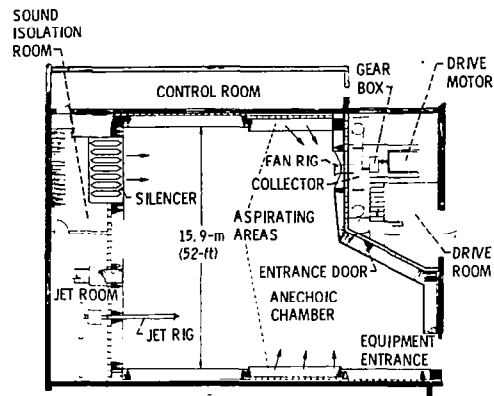 SOUND
ISOLATION
ROOM
CONTROL ROOM
GEAR
BOX
DRIVE
MOTOR
FAN RIG
COLLECTOR
SILENCER
ASPIRATING
AREAS
15.9-m
(52-ft)
ENTRANCE DOOR
DRIVE
ROOM
JET ROOM
ANECHOIC
CHAMBER
JET RIG
EQUIPMENT
ENTRANCE